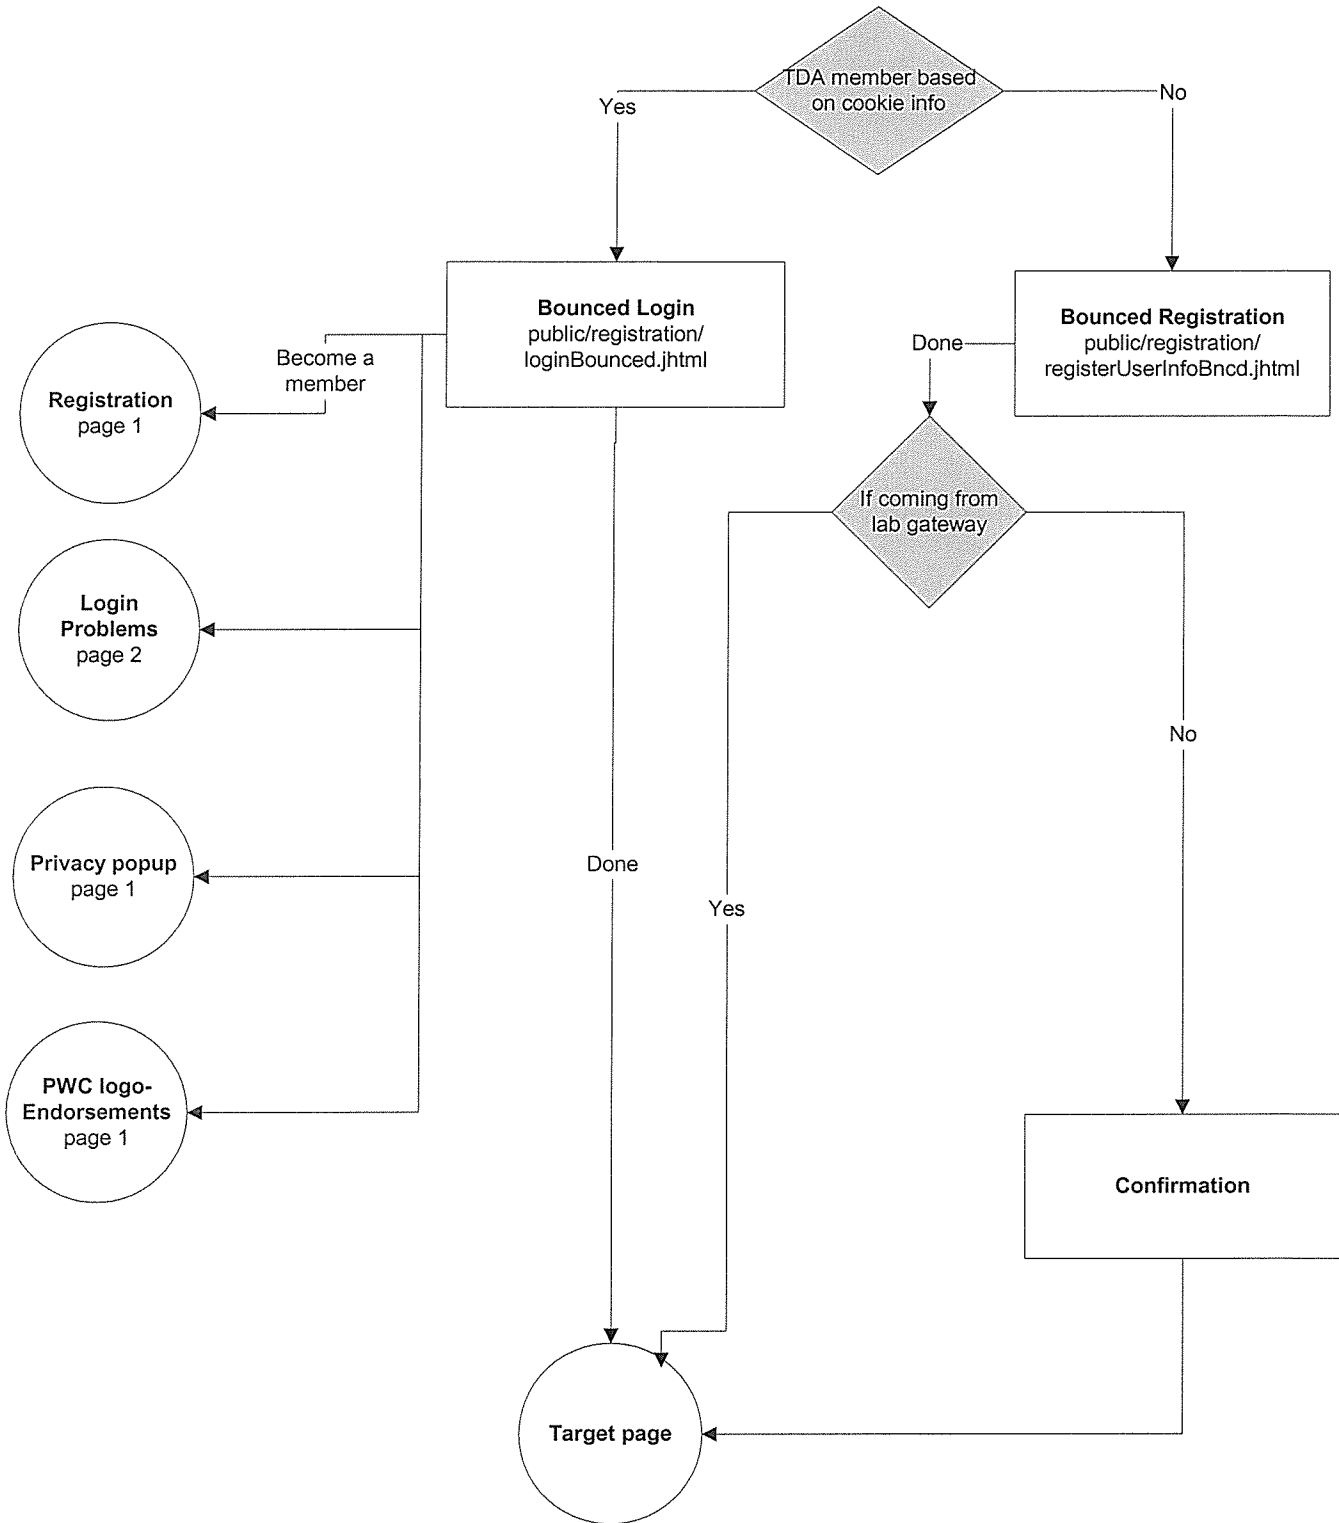 TDA member based
on cookie info
Yes
No
Bounced Login
public/registration/
loginBounced.jhtml
Bounced Registration
public/registration/
registerUserInfoBncd.jhtml
Become a
member
Done
Registration
page 1
If coming from
lab gateway
Login
Problems
page 2
No
Privacy popup
page 1
Done
Yes
PWC logo-
Endorsements
page 1
Confirmation
Target page